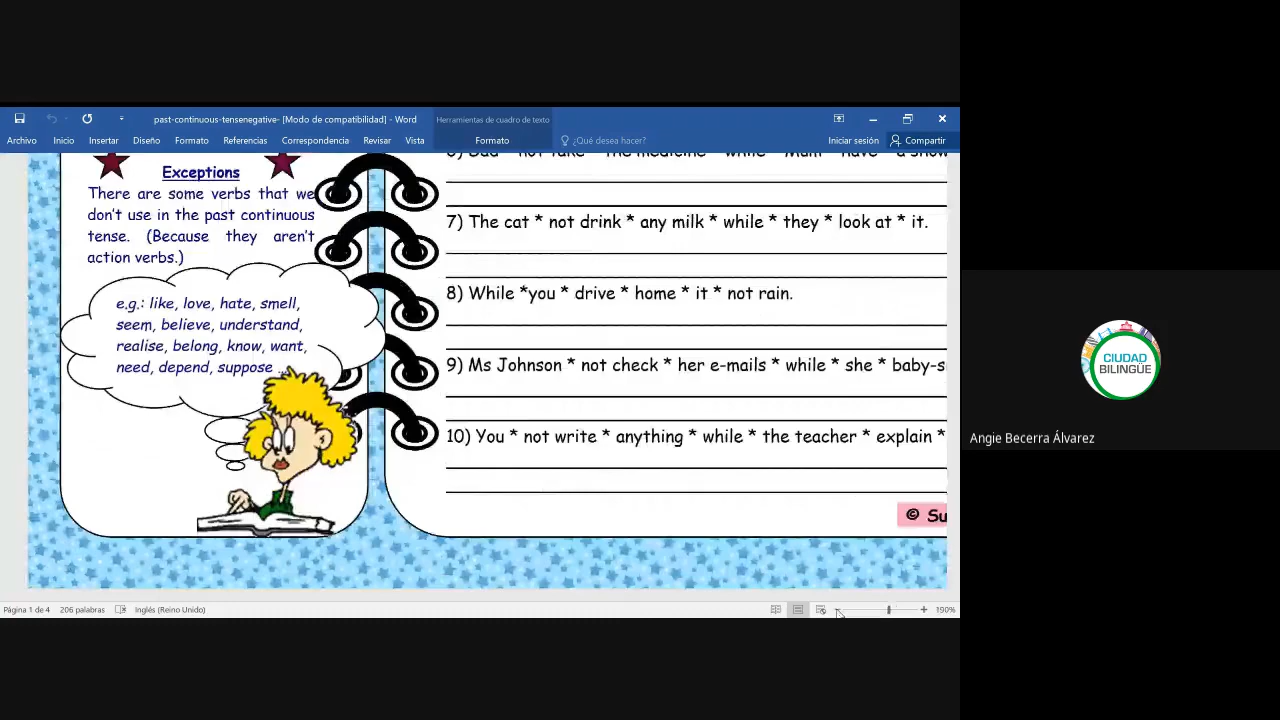 past-continuous-tensenegative- [Modo de compatibilidad] - Word
Herramientas de cuadro de texto
Archivo Inicio Insertar Diseño Formato Referencias Correspondencia Revisar Vista Formato ¿Qué desea hacer? Iniciar sesión Compartir
Exceptions
There are some verbs that we
don't use in the past continuous
tense. (Because they aren't
action verbs.)
e.g.: like, love, hate, smell,
seem, believe, understand,
realise, belong, know, want,
need, depend, suppose ...
7) The cat * not drink * any milk * while * they * look at * it.
8) While *you * drive * home * it * not rain.
9) Ms Johnson * not check * her e-mails * while * she * baby-s
10) You * not write * anything * while * the teacher * explain *
© Su
Página 1 de 4 206 palabras Inglés (Reino Unido) 190%
CIUDAD
BILINGÜE
Angie Becerra Álvarez